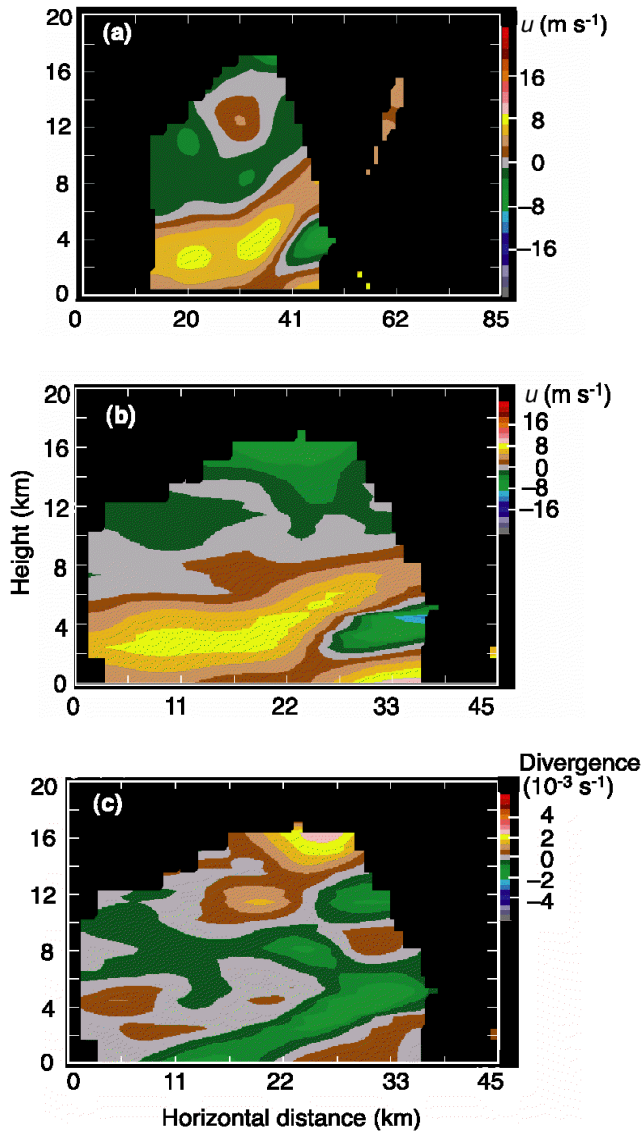 (a)
u (m s-1)
20
16
12
8
4
0
16
8
0
–8
–16
0 20 41 62 85
(b)
u (m s-1)
20
16
12
8
4
0
16
8
0
–8
–16
Height (km)
0 11 22 33 45
(c)
Divergence
(10-3 s-1)
20
16
12
8
4
0
4
2
0
–2
–4
0 11 22 33 45
Horizontal distance (km)